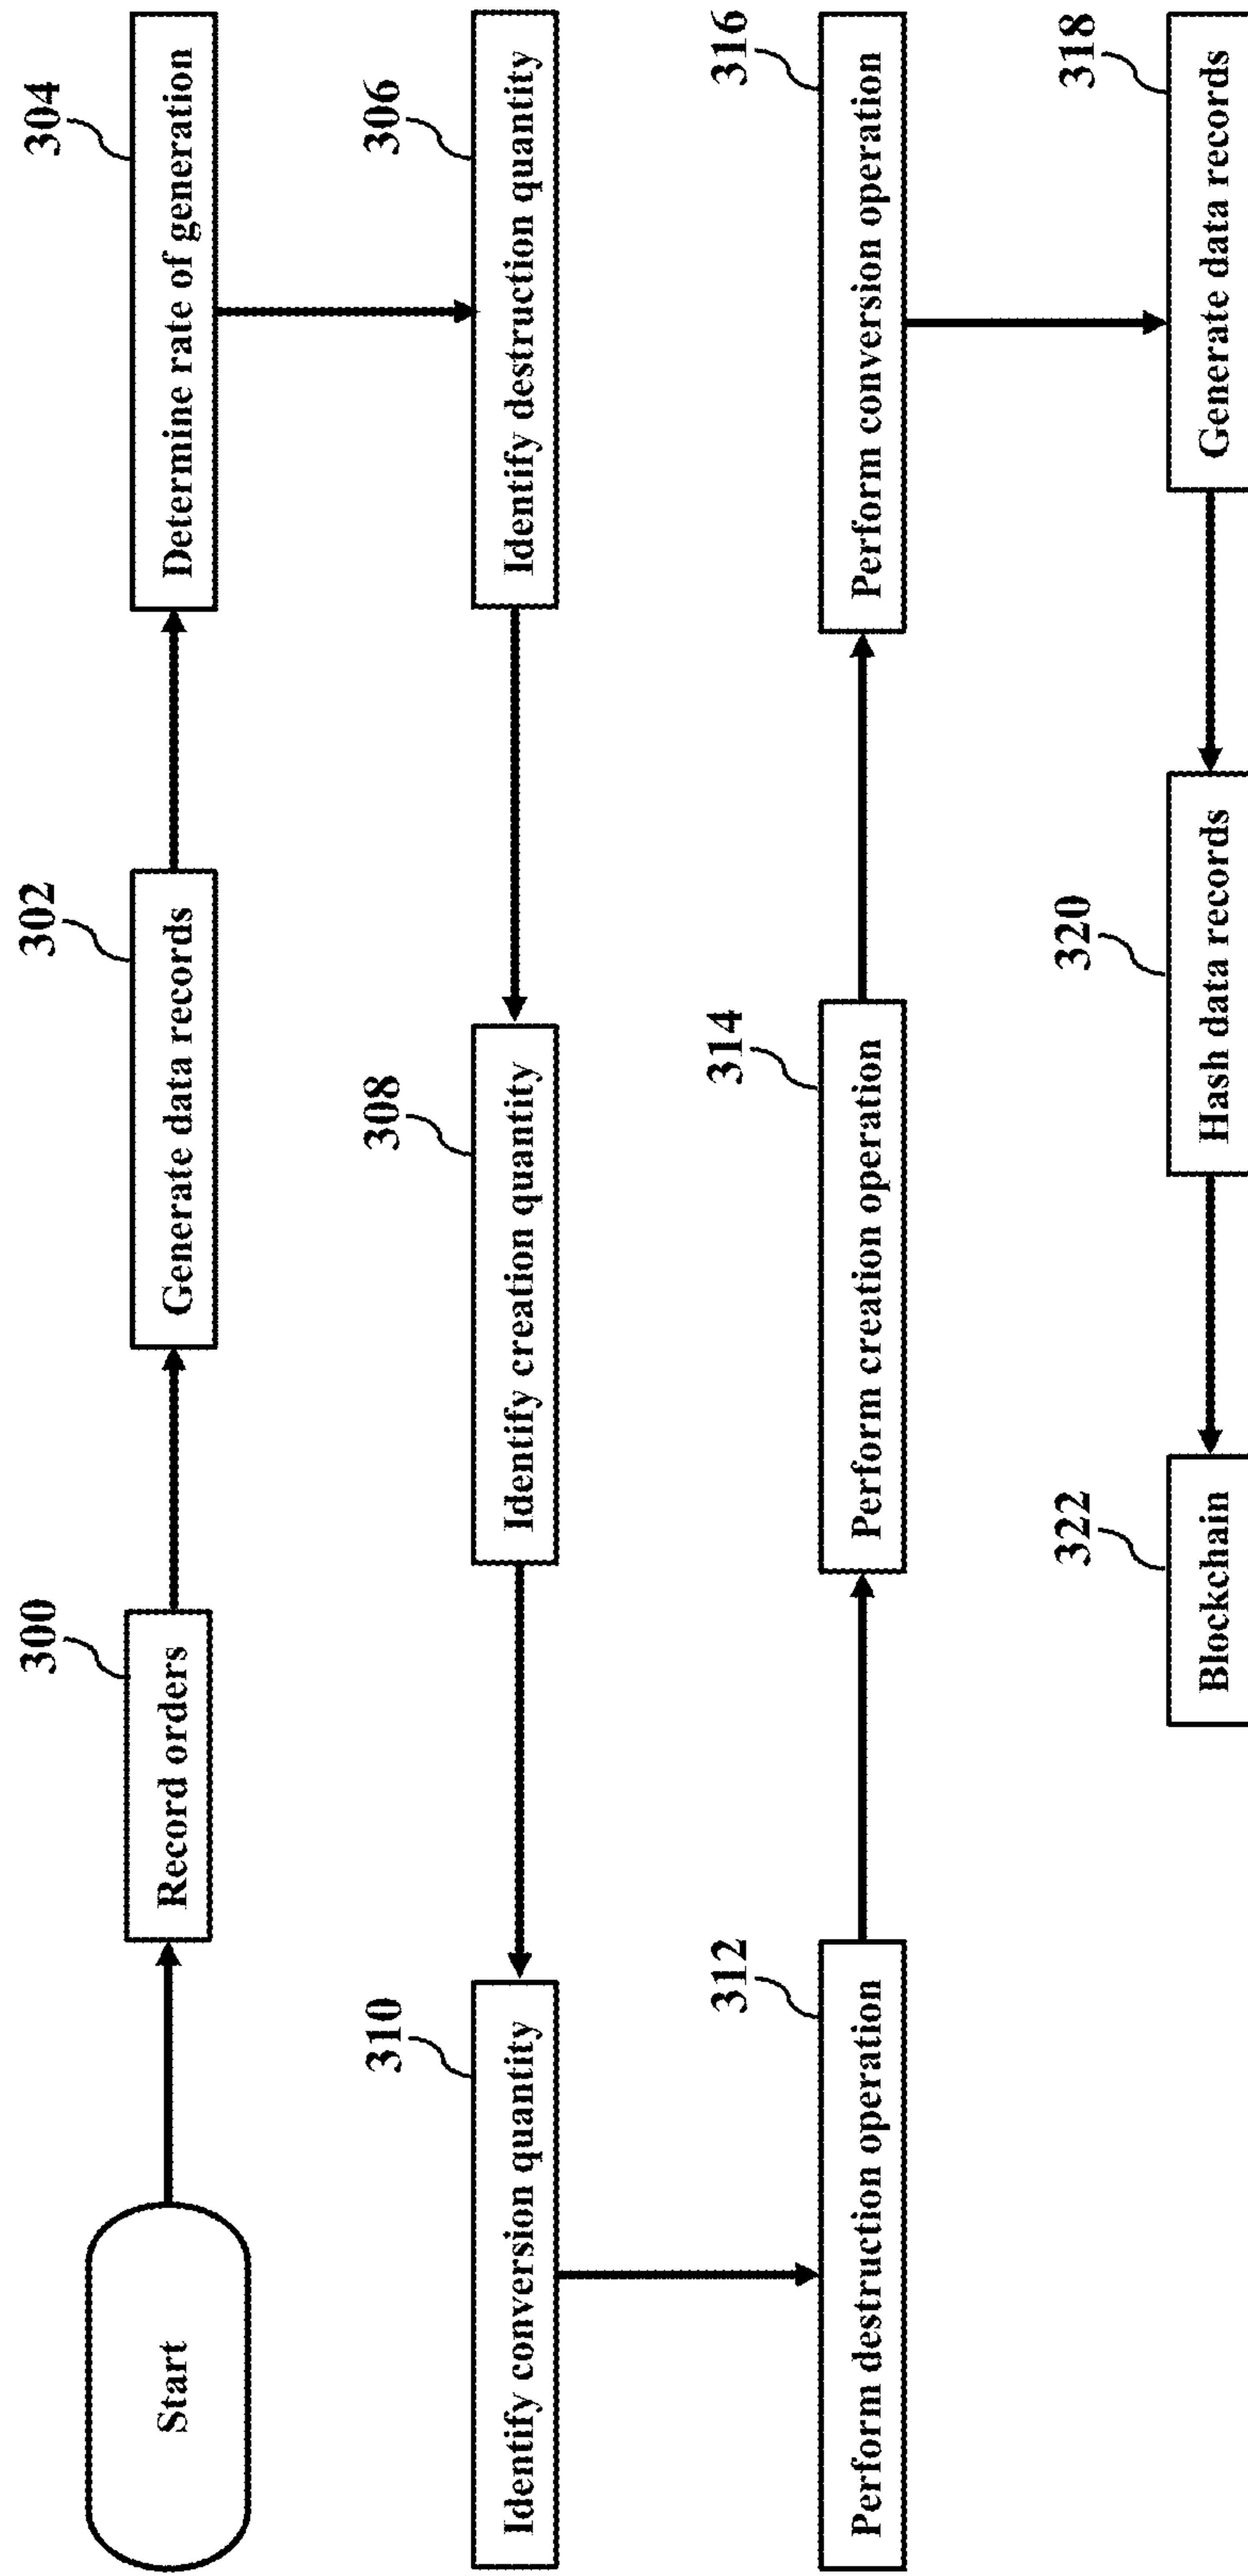 Start
300
Record orders
302
Generate data records
304
Determine rate of generation
306
Identify destruction quantity
308
Identify creation quantity
310
Identify conversion quantity
312
Perform destruction operation
314
Perform creation operation
316
Perform conversion operation
318
Generate data records
320
Hash data records
322
Blockchain